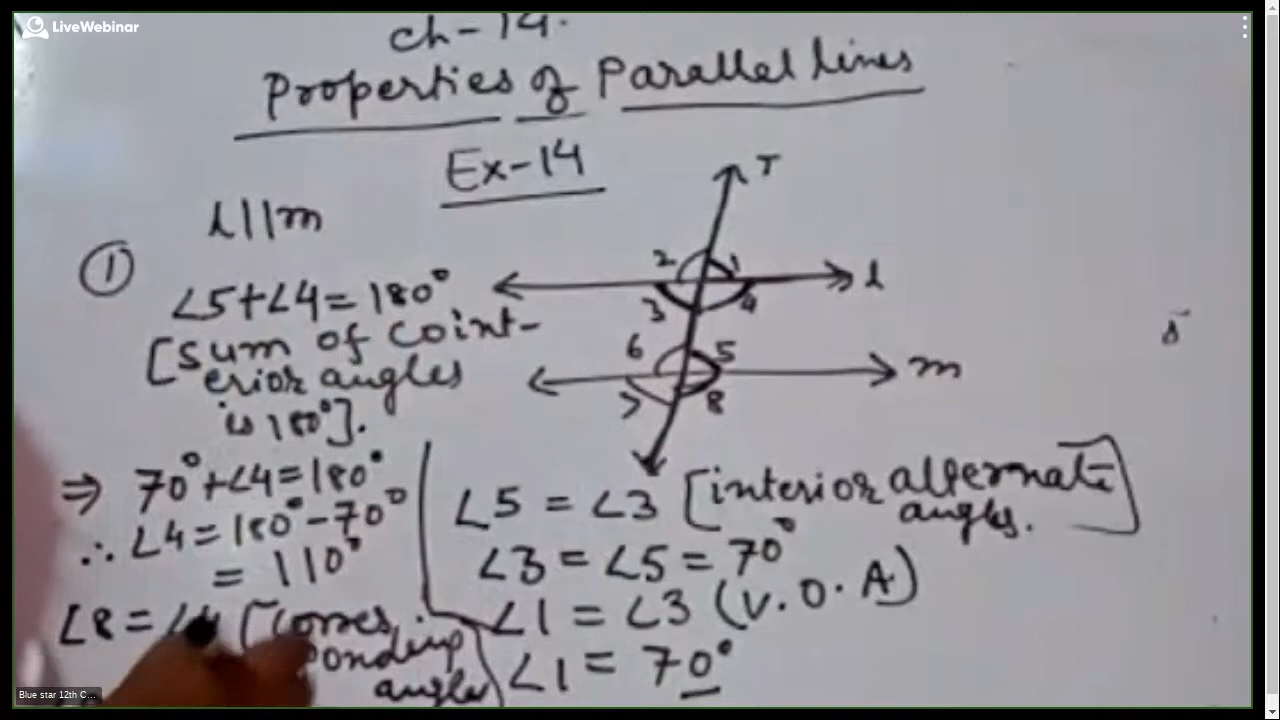 LiveWebinar
ch-14.
Properties of Parallel lines
Ex-14
l||m
①
∠5+∠4=180°
[sum of coint-
erior angles
is 180°].
⇒ 70°+∠4=180°
∴ ∠4=180°-70°
= 110°
∠8=∠4 [corres
ponding
angles
T
2 1
l
3 4
6 5
m
7 8
5
∠5 = ∠3 [interior alternate
angles.]
∠3 = ∠5 = 70°
∠1 = ∠3 (V.O.A)
∠1 = 70°
Blue star 12th C...